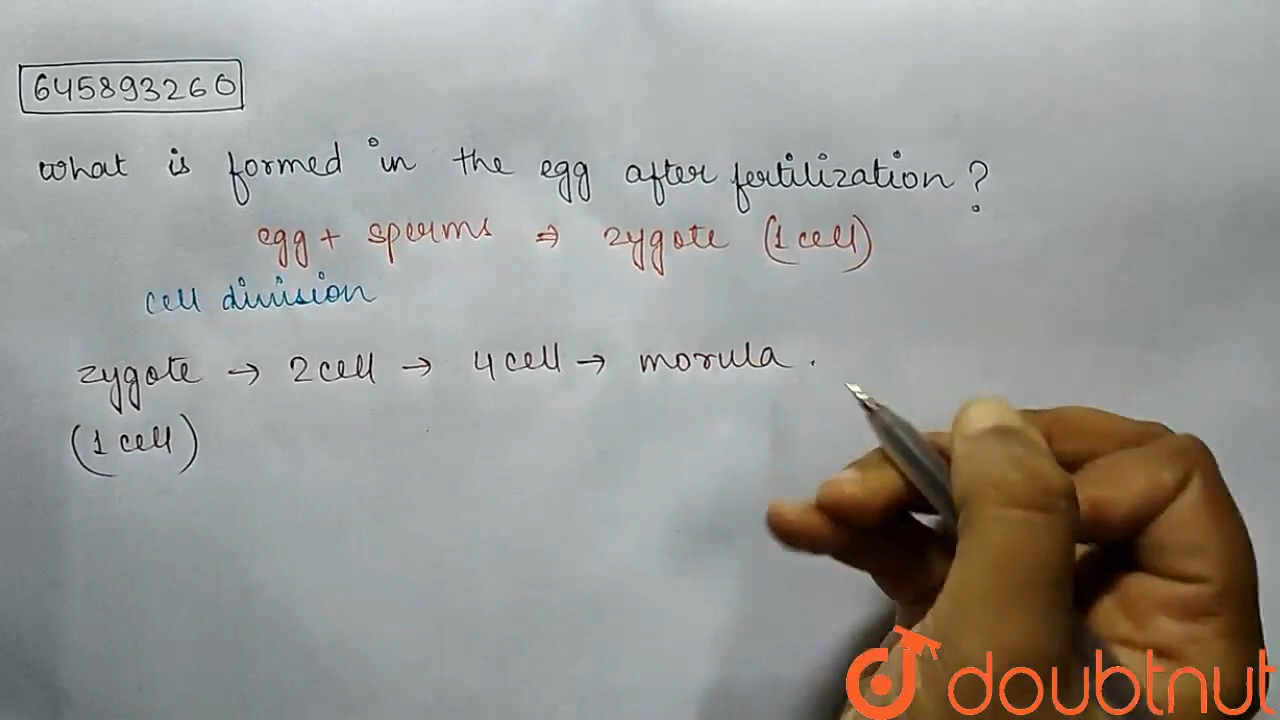 645893260
What is formed in the egg after fertilization?
egg + sperms ⇒ zygote (1 cell)
cell division
zygote → 2 cell → 4 cell → morula.
(1 cell)
doubtnut